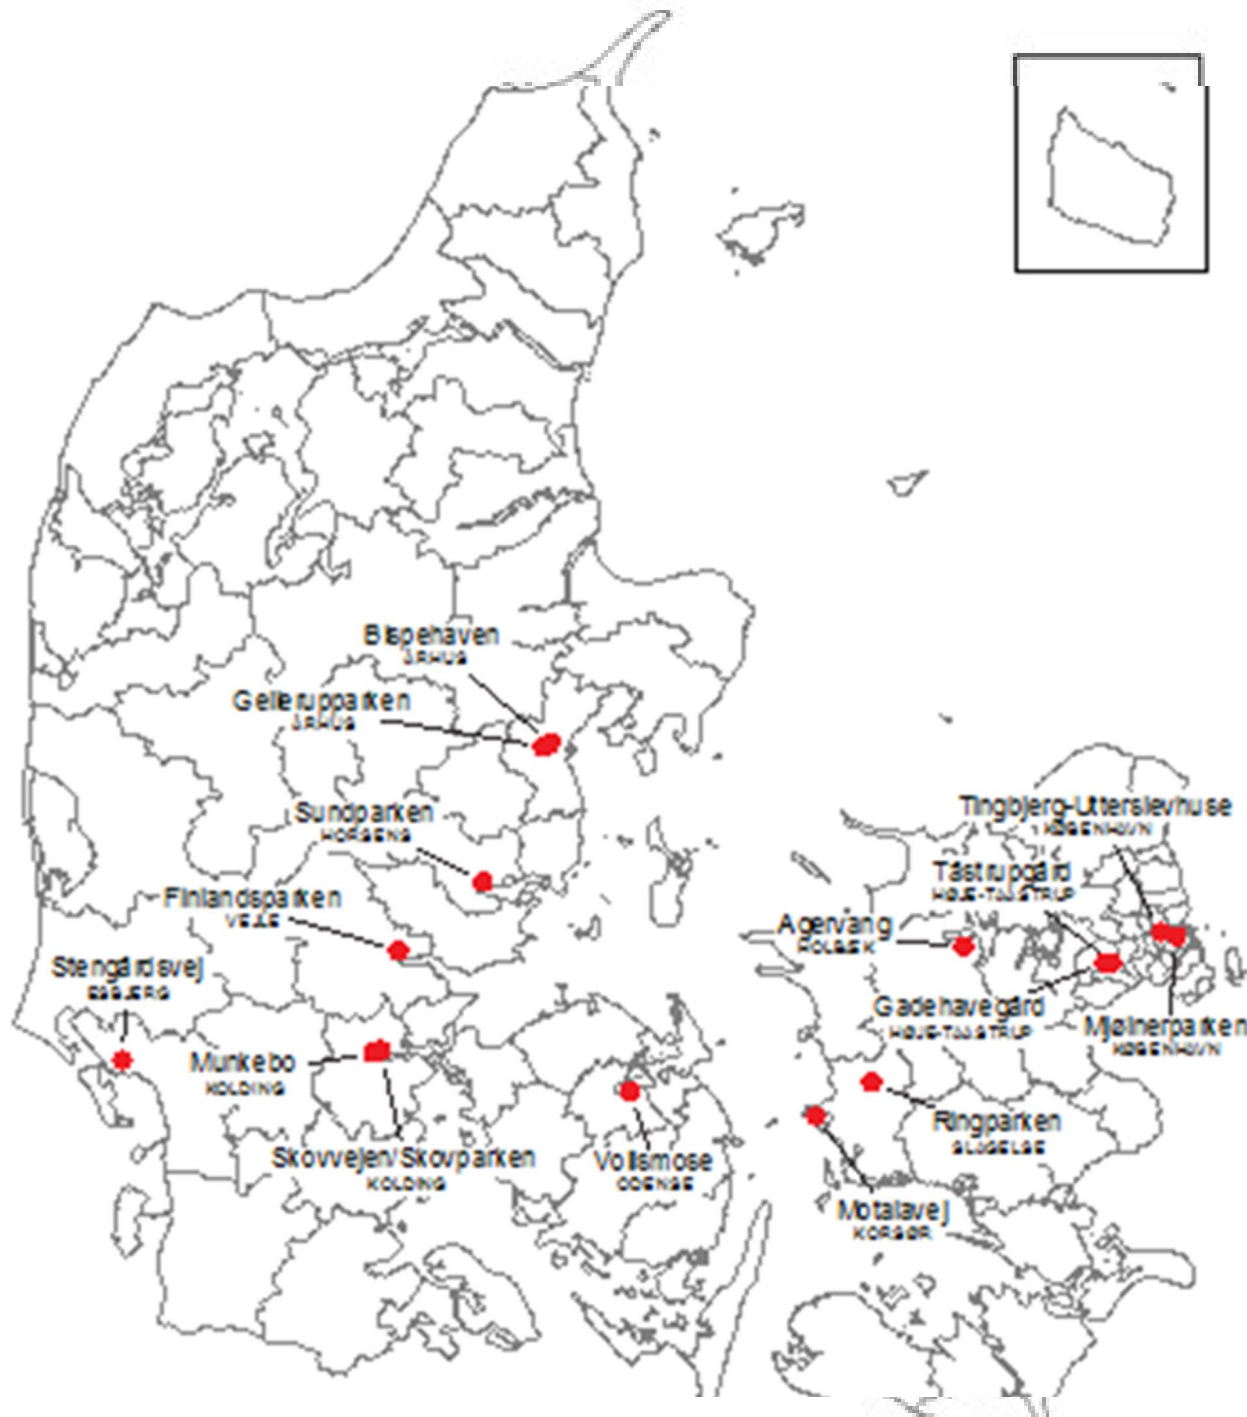 Bispehaven
ÅRHUS
Gellerupparken
ÅRHUS
Sundparken
HORSENS
Finlandsparken
VEJLE
Stengårdsvej
ESBJERG
Munkebo
KOLDING
Skovvejen/Skovparken
KOLDING
Vollsmose
ODENSE
Tingbjerg-Utterslevhuse
KØBENHAVN
Tåstrupgård
HØJE-TAASTRUP
Agervang
HOLBÆK
Gadehavegård
HØJE-TAASTRUP
Mjølnerparken
KØBENHAVN
Ringparken
SLAGELSE
Motalavej
KORSØR